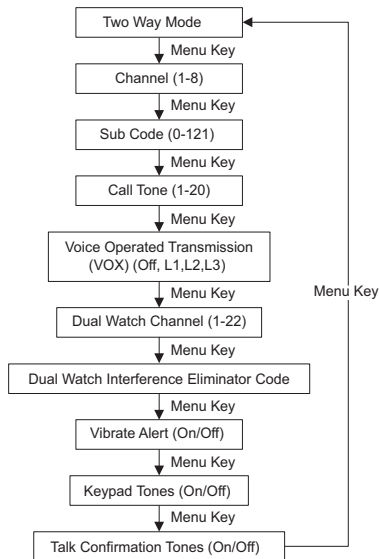 Two Way Mode
Menu Key
Channel (1-8)
Menu Key
Sub Code (0-121)
Menu Key
Call Tone (1-20)
Menu Key
Voice Operated Transmission
(VOX) (Off, L1,L2,L3)
Menu Key
Menu Key
Dual Watch Channel (1-22)
Menu Key
Dual Watch Interference Eliminator Code
Menu Key
Vibrate Alert (On/Off)
Menu Key
Keypad Tones (On/Off)
Menu Key
Talk Confirmation Tones (On/Off)